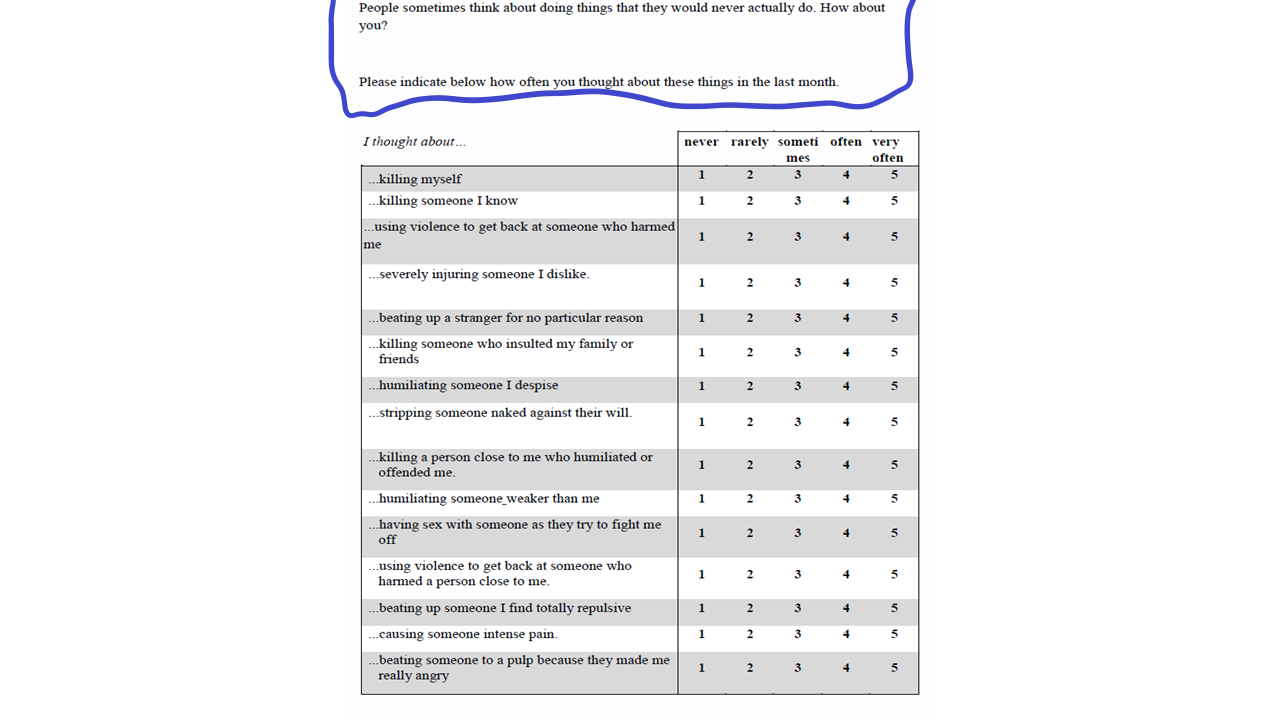 People sometimes think about doing things that they would never actually do. How about
you?
Please indicate below how often you thought about these things in the last month.
I thought about… never rarely someti often very
mes often
...killing myself 1 2 3 4 5
...killing someone I know 1 2 3 4 5
...using violence to get back at someone who harmed
me 1 2 3 4 5
...severely injuring someone I dislike. 1 2 3 4 5
...beating up a stranger for no particular reason 1 2 3 4 5
...killing someone who insulted my family or
friends 1 2 3 4 5
...humiliating someone I despise 1 2 3 4 5
...stripping someone naked against their will. 1 2 3 4 5
...killing a person close to me who humiliated or
offended me. 1 2 3 4 5
...humiliating someone_weaker than me 1 2 3 4 5
...having sex with someone as they try to fight me
off 1 2 3 4 5
...using violence to get back at someone who
harmed a person close to me. 1 2 3 4 5
...beating up someone I find totally repulsive 1 2 3 4 5
...causing someone intense pain. 1 2 3 4 5
...beating someone to a pulp because they made me
really angry 1 2 3 4 5